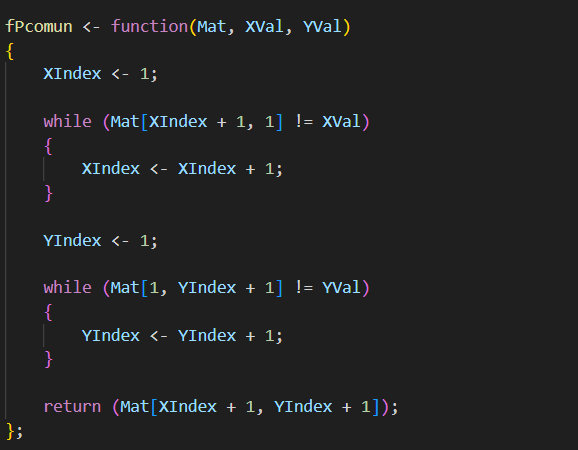 fPcomun <- function(Mat, XVal, YVal)
{
    XIndex <- 1;
    while (Mat[XIndex + 1, 1] != XVal)
    {
        XIndex <- XIndex + 1;
    }
    YIndex <- 1;
    while (Mat[1, YIndex + 1] != YVal)
    {
        YIndex <- YIndex + 1;
    }
    return (Mat[XIndex + 1, YIndex + 1]);
};